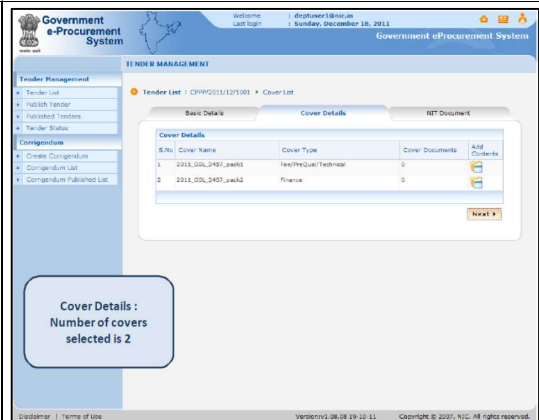 Government
e-Procurement
System
Welcome : deptuser1@nic.in
Last login : Sunday, December 18, 2011
Government eProcurement System
TENDER MANAGEMENT
Tender Management
Tender List
Publish Tender
Published Tenders
Tender Status
Corrigendum
Create Corrigendum
Corrigendum List
Corrigendum Published List
Tender List : CPPP/2011/12/1001 Cover List
Basic Details Cover Details NIT Document
Cover Details
S.No Cover Name Cover Type Cover Documents Add Contents
1 2011_GSL_3457_pack1 Fee/PreQual/Technical 0
2 2011_GSL_3457_pack2 Finance 0
Next
Cover Details :
Number of covers
selected is 2
Disclaimer | Terms of Use Version:v1.08.08 19-10-11 Copyright © 2007, NIC. All rights reserved.